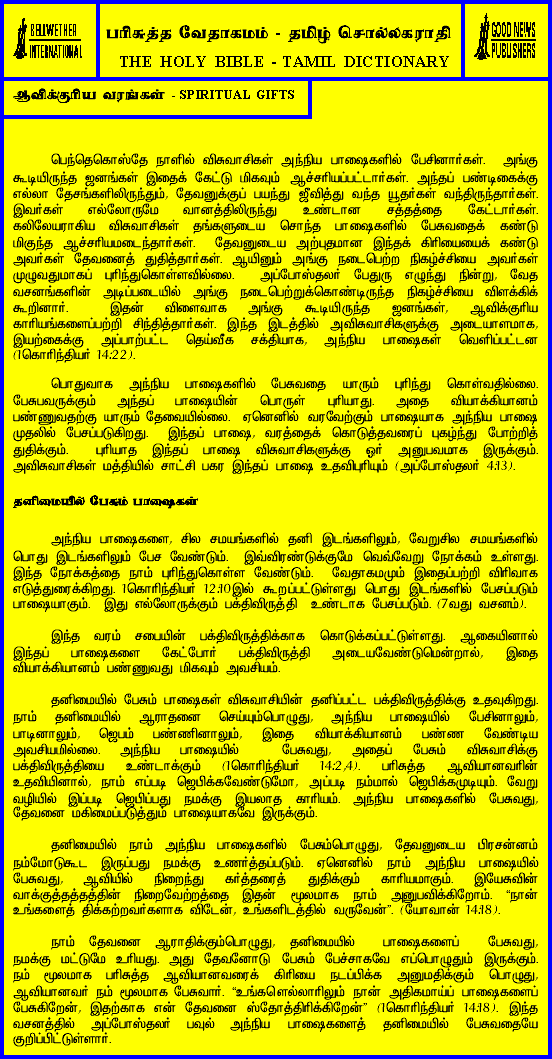 BELLWETHER
INTERNATIONAL
பரிசுத்த வேதாகமம் - தமிழ் சொல்லகராதி
THE HOLY BIBLE - TAMIL DICTIONARY
GOOD NEWS
PUBLISHERS
ஆவிக்குரிய வரங்கள் - SPIRITUAL GIFTS
பெந்தெகொஸ்தே நாளில் விசுவாசிகள் அந்நிய பாஷைகளில் பேசினார்கள். அங்கு
கூடியிருந்த ஜனங்கள் இதைக் கேட்டு மிகவும் ஆச்சரியப்பட்டார்கள். அந்தப் பண்டிகைக்கு
எல்லா தேசங்களிலிருந்தும், தேவனுக்குப் பயந்து ஜீவித்து வந்த யூதர்கள் வந்திருந்தார்கள்.
இவர்கள் எல்லோருமே வானத்திலிருந்து உண்டான சத்தத்தை கேட்டார்கள்.
கலிலேயராகிய விசுவாசிகள் தங்களுடைய சொந்த பாஷைகளில் பேசுவதைக் கண்டு
மிகுந்த ஆச்சரியமடைந்தார்கள். தேவனுடைய அற்புதமான இந்தக் கிரியையைக் கண்டு
அவர்கள் தேவனைத் துதித்தார்கள். ஆயினும் அங்கு நடைபெற்ற நிகழ்ச்சியை அவர்கள்
முழுவதுமாகப் புரிந்துகொள்ளவில்லை. அப்போஸ்தலர் பேதுரு எழுந்து நின்று, வேத
வசனங்களின் அடிப்படையில் அங்கு நடைபெற்றுக்கொண்டிருந்த நிகழ்ச்சியை விளக்கிக்
கூறினார். இதன் விளைவாக அங்கு கூடியிருந்த ஜனங்கள், ஆவிக்குரிய
காரியங்களைப்பற்றி சிந்தித்தார்கள். இந்த இடத்தில் அவிசுவாசிகளுக்கு அடையாளமாக,
இயற்கைக்கு அப்பாற்பட்ட தெய்வீக சக்தியாக, அந்நிய பாஷைகள் வெளிப்பட்டன
(1கொரிந்தியர் 14:22).
பொதுவாக அந்நிய பாஷைகளில் பேசுவதை யாரும் புரிந்து கொள்வதில்லை.
பேசுபவருக்கும் அந்தப் பாஷையின் பொருள் புரியாது. அதை வியாக்கியானம்
பண்ணுவதற்கு யாரும் தேவையில்லை. ஏனெனில் வரவேற்கும் பாஷையாக அந்நிய பாஷை
முதலில் பேசப்படுகிறது. இந்தப் பாஷை, வரத்தைக் கொடுத்தவரைப் புகழ்ந்து போற்றித்
துதிக்கும். புரியாத இந்தப் பாஷை விசுவாசிகளுக்கு ஓர் அனுபவமாக இருக்கும்.
அவிசுவாசிகள் மத்தியில் சாட்சி பகர இந்தப் பாஷை உதவிபுரியும் (அப்போஸ்தலர் 4:13).
தனிமையில் பேசும் பாஷைகள்
அந்நிய பாஷைகளை, சில சமயங்களில் தனி இடங்களிலும், வேறுசில சமயங்களில்
பொது இடங்களிலும் பேச வேண்டும். இவ்விரண்டுக்குமே வெவ்வேறு நோக்கம் உள்ளது.
இந்த நோக்கத்தை நாம் புரிந்துகொள்ள வேண்டும். வேதாகமமும் இதைப்பற்றி விரிவாக
எடுத்துரைக்கிறது. 1கொரிந்தியர் 12:10இல் கூறப்பட்டுள்ளது பொது இடங்களில் பேசப்படும்
பாஷையாகும். இது எல்லோருக்கும் பக்திவிருத்தி உண்டாக பேசப்படும். (7வது வசனம்).
இந்த வரம் சபையின் பக்திவிருத்திக்காக கொடுக்கப்பட்டுள்ளது. ஆகையினால்
இந்தப் பாஷைகளை கேட்போர் பக்திவிருத்தி அடையவேண்டுமென்றால், இதை
வியாக்கியானம் பண்ணுவது மிகவும் அவசியம்.
தனிமையில் பேசும் பாஷைகள் விசுவாசியின் தனிப்பட்ட பக்திவிருத்திக்கு உதவுகிறது.
நாம் தனிமையில் ஆராதனை செய்யும்பொழுது, அந்நிய பாஷையில் பேசினாலும்,
பாடினாலும், ஜெபம் பண்ணினாலும், இதை வியாக்கியானம் பண்ண வேண்டிய
அவசியமில்லை. அந்நிய பாஷையில் பேசுவது, அதைப் பேசும் விசுவாசிக்கு
பக்திவிருத்தியை உண்டாக்கும் (1கொரிந்தியர் 14:2,4). பரிசுத்த ஆவியானவரின்
உதவியினால், நாம் எப்படி ஜெபிக்கவேண்டுமோ, அப்படி நம்மால் ஜெபிக்கமுடியும். வேறு
வழியில் இப்படி ஜெபிப்பது நமக்கு இயலாத காரியம். அந்நிய பாஷைகளில் பேசுவது,
தேவனை மகிமைப்படுத்தும் பாஷையாகவே இருக்கும்.
தனிமையில் நாம் அந்நிய பாஷைகளில் பேசும்பொழுது, தேவனுடைய பிரசன்னம்
நம்மோடுகூட இருப்பது நமக்கு உணர்த்தப்படும். ஏனெனில் நாம் அந்நிய பாஷையில்
பேசுவது, ஆவியில் நிறைந்து கர்த்தரைத் துதிக்கும் காரியமாகும். இயேசுவின்
வாக்குத்தத்தத்தின் நிறைவேற்றத்தை இதன் மூலமாக நாம் அனுபவிக்கிறோம். “நான்
உங்களைத் திக்கற்றவர்களாக விடேன், உங்களிடத்தில் வருவேன்”. (யோவான் 14:18).
நாம் தேவனை ஆராதிக்கும்பொழுது, தனிமையில் பாஷைகளைப் பேசுவது,
நமக்கு மட்டுமே உரியது. அது தேவனோடு பேசும் பேச்சாகவே எப்பொழுதும் இருக்கும்.
நம் மூலமாக பரிசுத்த ஆவியானவரைக் கிரியை நடப்பிக்க அனுமதிக்கும் பொழுது,
ஆவியானவர் நம் மூலமாக பேசுவார். “உங்களெல்லாரிலும் நான் அதிகமாய்ப் பாஷைகளைப்
பேசுகிறேன், இதற்காக என் தேவனை ஸ்தோத்திரிக்கிறேன்” (1கொரிந்தியர் 14:18). இந்த
வசனத்தில் அப்போஸ்தலர் பவுல் அந்நிய பாஷைகளைத் தனிமையில் பேசுவதையே
குறிப்பிட்டுள்ளார்.